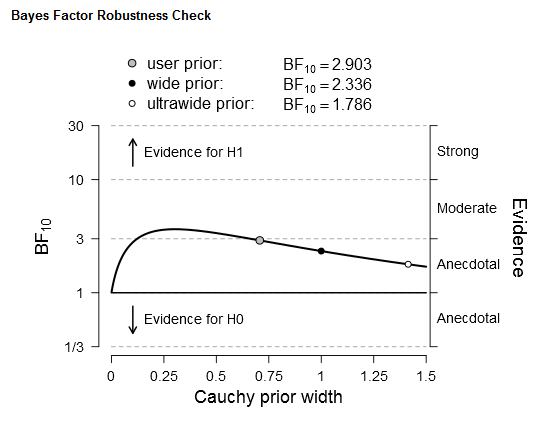 Bayes Factor Robustness Check
user prior: BF10 = 2.903
wide prior: BF10 = 2.336
ultrawide prior: BF10 = 1.786
30
Evidence for H1
Strong
10
Moderate
3
Anecdotal
1
Evidence for H0
Anecdotal
1/3
BF10
Evidence
0 0.25 0.5 0.75 1 1.25 1.5
Cauchy prior width